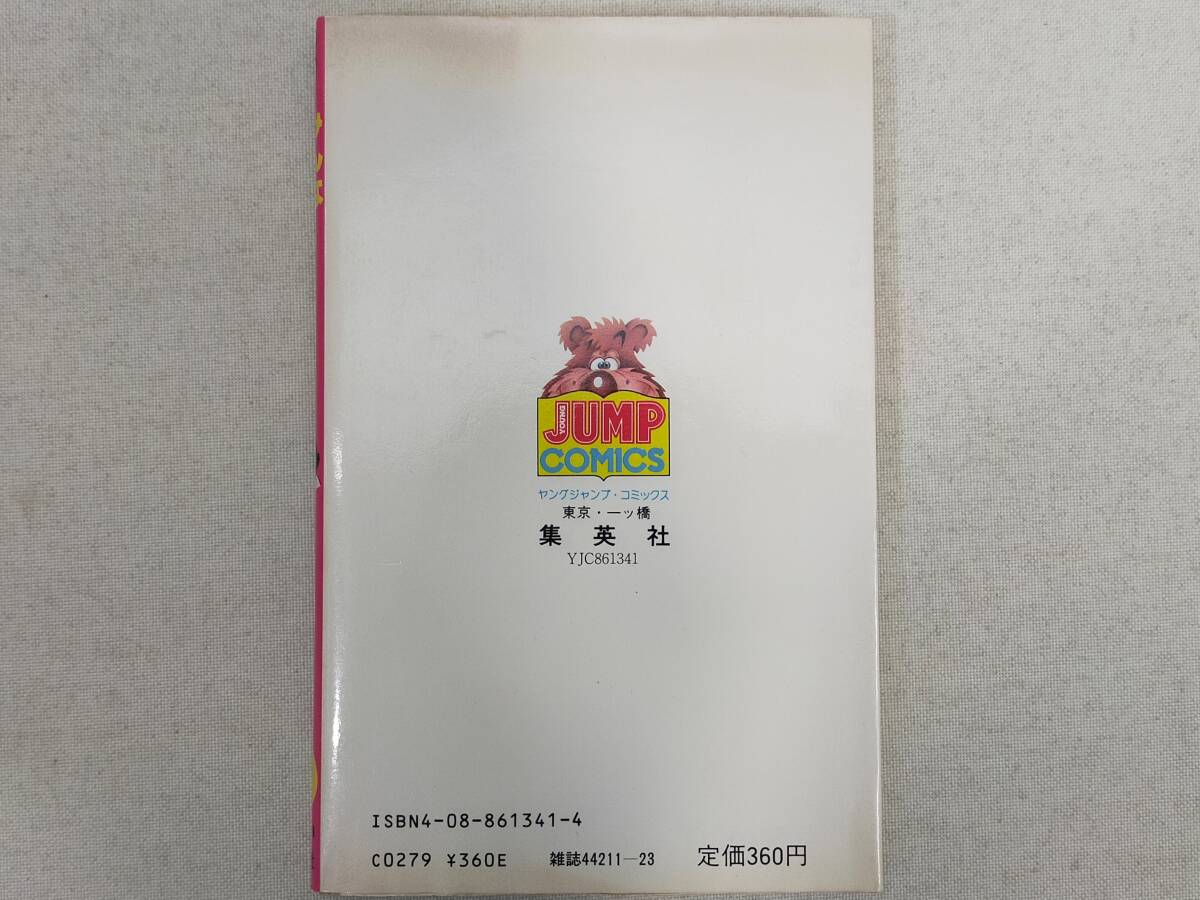 YOUNG
JUMP
COMICS
ヤングジャンプ・コミックス
東京・一ッ橋
集英社
YJC861341
ISBN4-08-861341-4
C0279 ¥360E 雑誌44211-23 定価360円